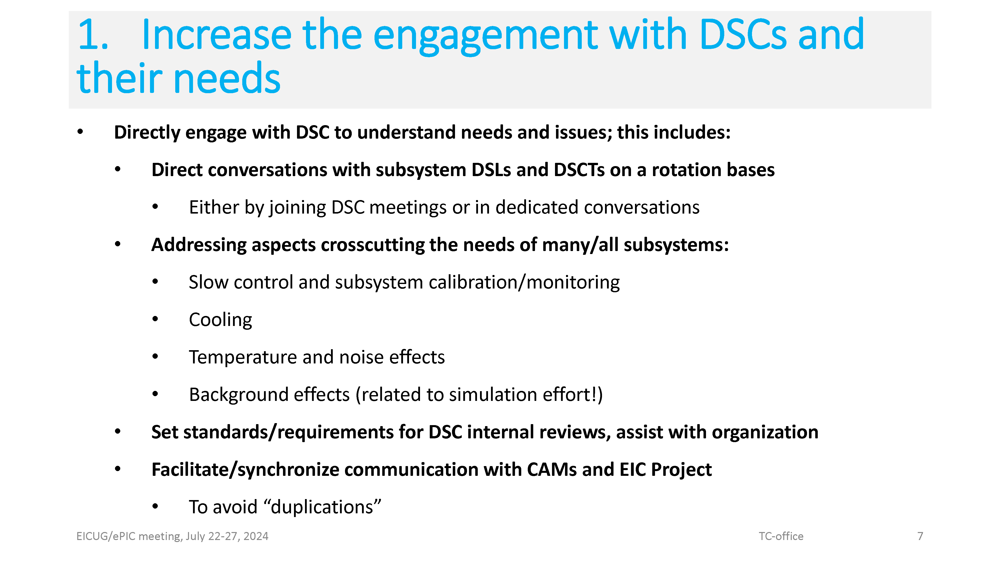 1. Increase the engagement with DSCs and
their needs
• Directly engage with DSC to understand needs and issues; this includes:
• Direct conversations with subsystem DSLs and DSCTs on a rotation bases
• Either by joining DSC meetings or in dedicated conversations
• Addressing aspects crosscutting the needs of many/all subsystems:
• Slow control and subsystem calibration/monitoring
• Cooling
• Temperature and noise effects
• Background effects (related to simulation effort!)
• Set standards/requirements for DSC internal reviews, assist with organization
• Facilitate/synchronize communication with CAMs and EIC Project
• To avoid “duplications”
EICUG/ePIC meeting, July 22-27, 2024 TC-office 7